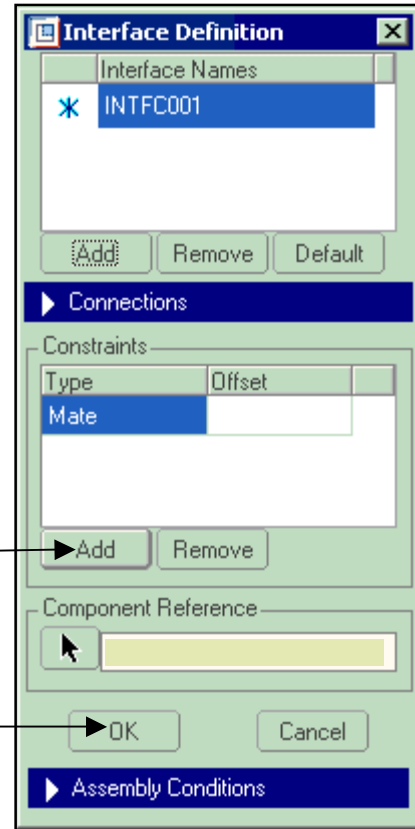 Interface Definition
Interface Names
INTFC001
Add Remove Default
Connections
Constraints
Type Offset
Mate
Add Remove
Component Reference
OK Cancel
Assembly Conditions